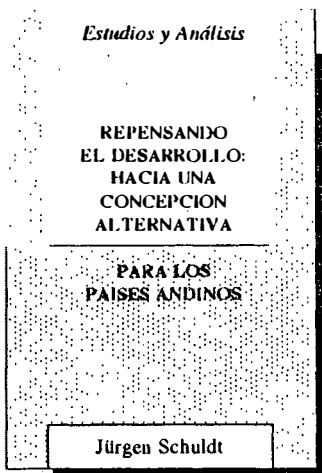 Estudios y Análisis
REPENSANDO
EL DESARROLLO:
HACIA UNA
CONCEPCION
ALTERNATIVA
PARA LOS
PAISES ANDINOS
Jürgen Schuldt